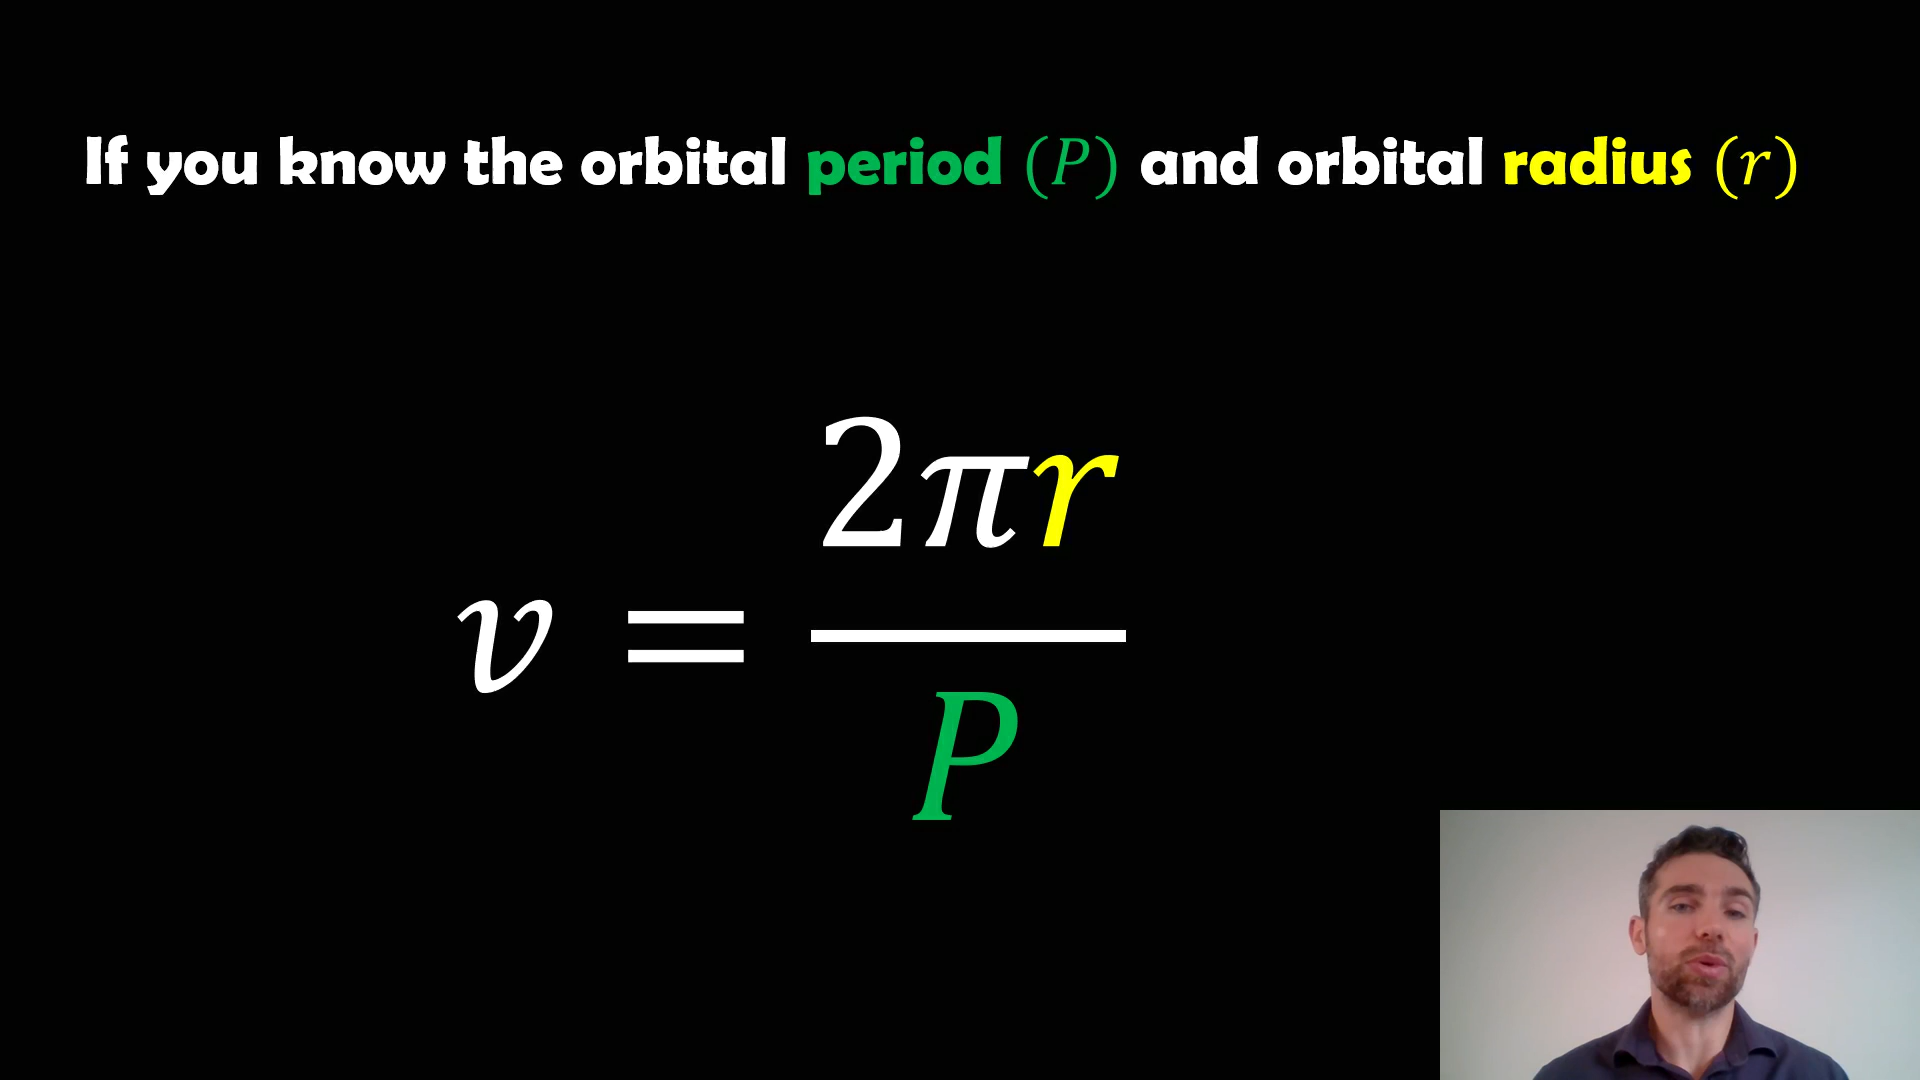 If you know the orbital period (P) and orbital radius (r)
v = 2πr / P